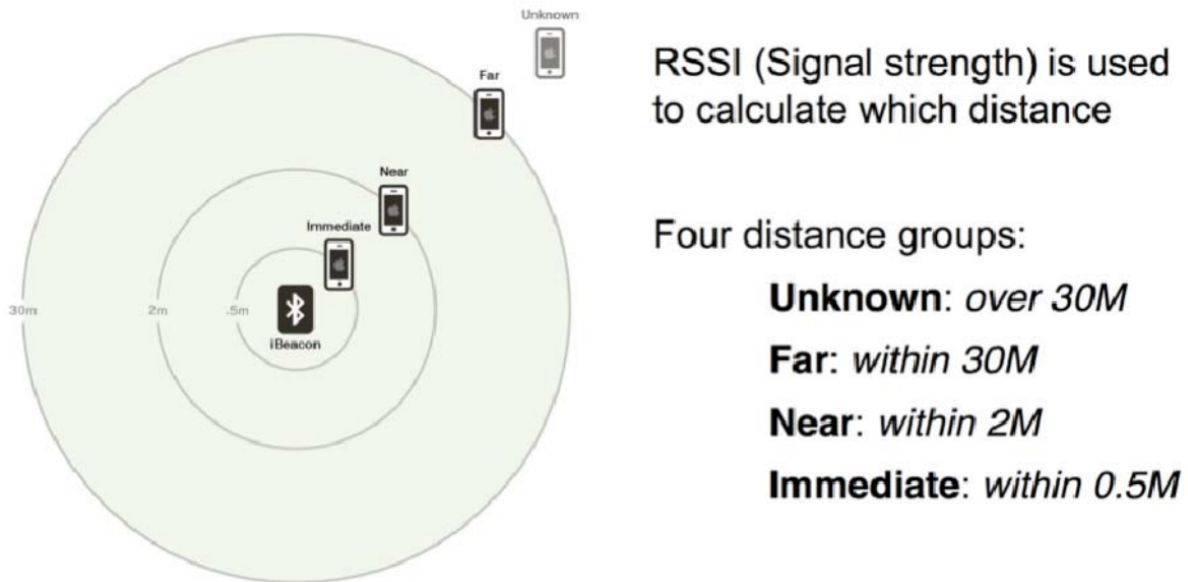 Unknown
Far
Near
Immediate
30m
2m
.5m
iBeacon
RSSI (Signal strength) is used
to calculate which distance
Four distance groups:
Unknown: over 30M
Far: within 30M
Near: within 2M
Immediate: within 0.5M